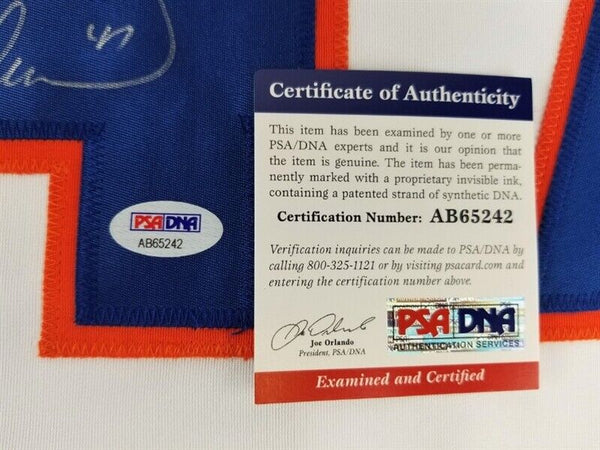 47
Certificate of Authenticity
This item has been examined by one or more
PSA/DNA experts and it is our opinion that
the item is genuine. The item has been perma-
nently marked with a proprietary invisible ink,
containing a patented strand of synthetic DNA.
Certification Number: AB65242
Verification inquiries can be made to PSA/DNA by
calling 800-325-1121 or by visiting psacard.com and
entering the certification number above.
Joe Orlando
President, PSA/DNA
PSA DNA
AUTHENTICATION SERVICES
Examined and Certified
PSA DNA
AB65242